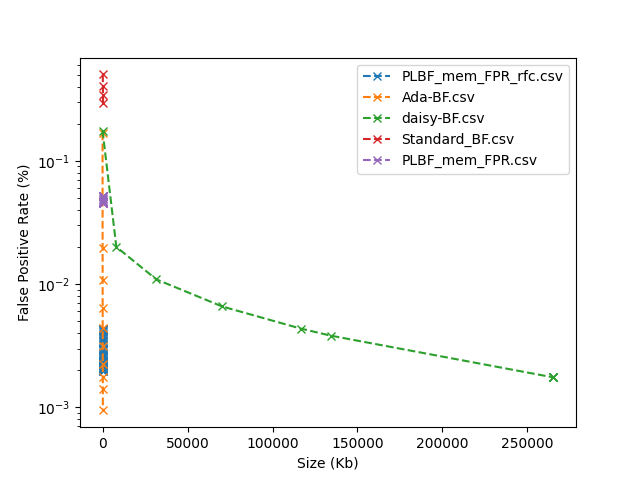 PLBF_mem_FPR_rfc.csv
Ada-BF.csv
daisy-BF.csv
Standard_BF.csv
PLBF_mem_FPR.csv
False Positive Rate (%)
10⁻¹
10⁻²
10⁻³
0 50000 100000 150000 200000 250000
Size (Kb)